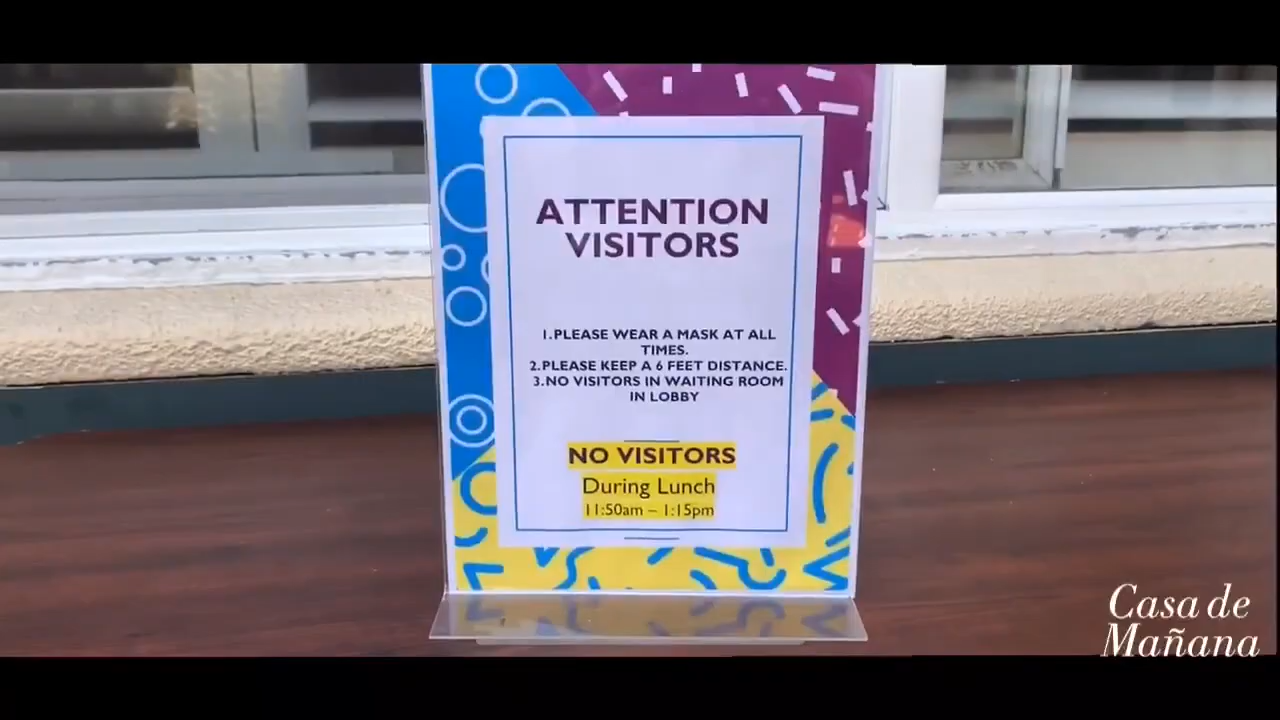 ATTENTION
VISITORS
1.PLEASE WEAR A MASK AT ALL
TIMES.
2.PLEASE KEEP A 6 FEET DISTANCE.
3.NO VISITORS IN WAITING ROOM
IN LOBBY
NO VISITORS
During Lunch
11:50am – 1:15pm
Casa de
Mañana